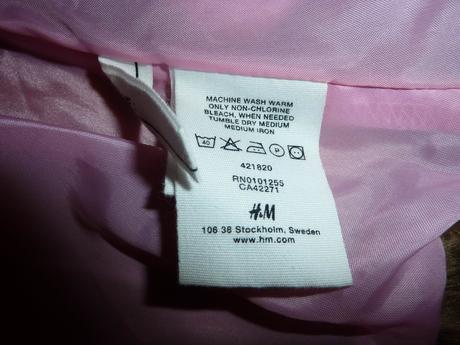 MACHINE WASH WARM
ONLY NON-CHLORINE
BLEACH, WHEN NEEDED
TUMBLE DRY MEDIUM
MEDIUM IRON
40 P
421820
RN0101255
CA42271
H&M
106 38 Stockholm, Sweden
www.hm.com